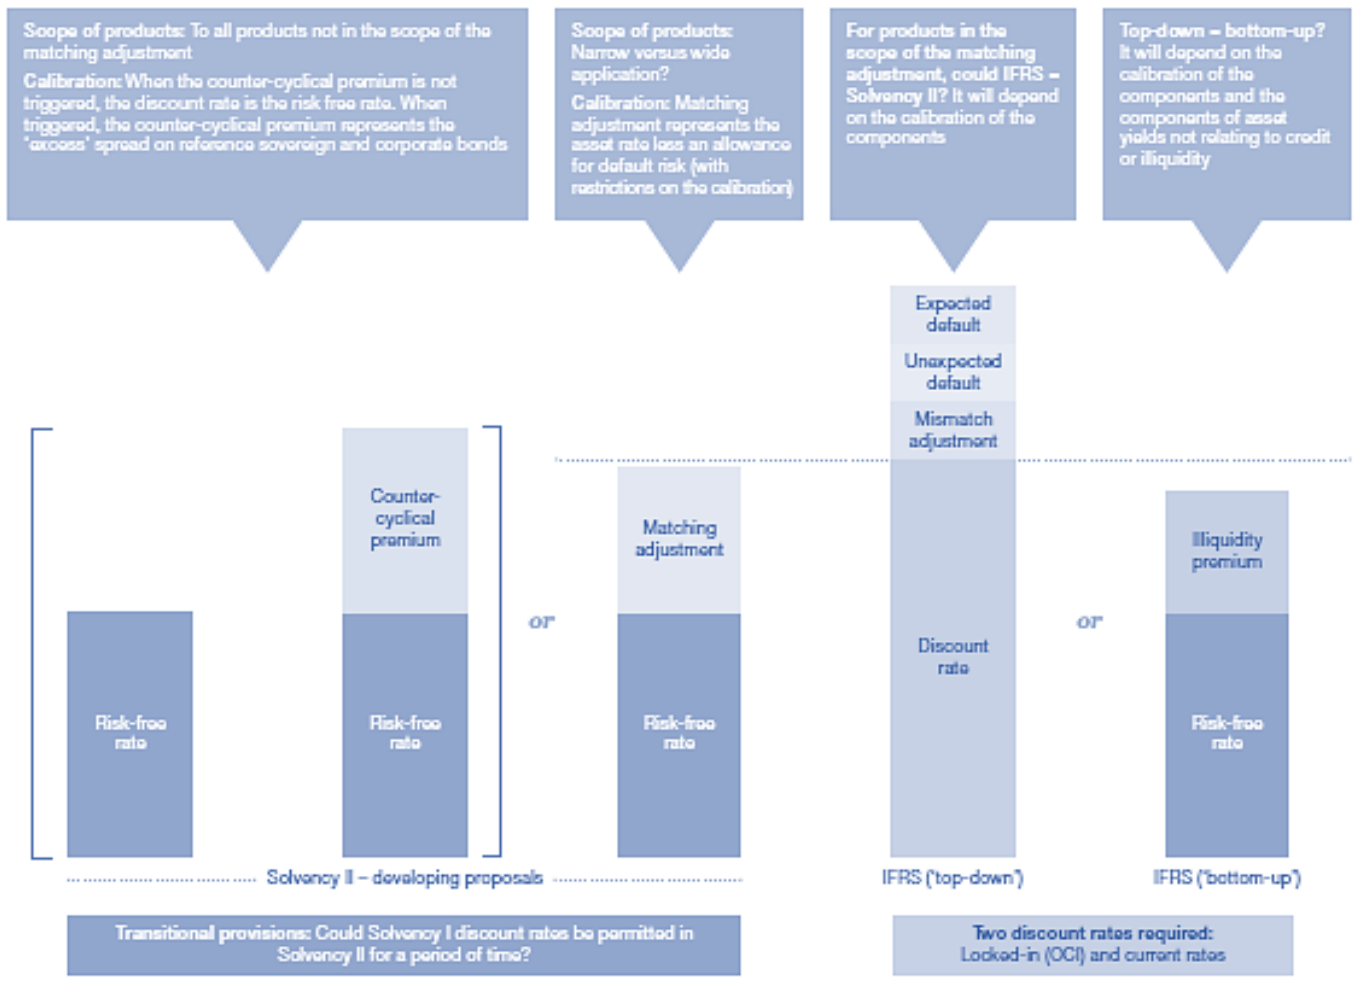 Scope of products: To all products not in the scope of the
matching adjustment
Calibration: When the counter-cyclical premium is not
triggered, the discount rate is the risk free rate. When
triggered, the counter-cyclical premium represents the
'excess' spread on reference sovereign and corporate bonds
Scope of products:
Narrow versus wide
application?
Calibration: Matching
adjustment represents the
asset rate less an allowance
for default risk (with
restrictions on the calibration)
For products in the
scope of the matching
adjustment, could IFRS =
Solvency II? It will depend
on the calibration of the
components
Top-down = bottom-up?
It will depend on the
calibration of the
components and the
components of asset
yields not relating to credit
or illiquidity
Risk-free
rate
Counter-
cyclical
premium
Risk-free
rate
or
Matching
adjustment
Risk-free
rate
Expected
default
Unexpected
default
Mismatch
adjustment
Discount
rate
or
Illiquidity
premium
Risk-free
rate
Solvency II – developing proposals
IFRS ('top-down')
IFRS ('bottom-up')
Transitional provisions: Could Solvency I discount rates be permitted in
Solvency II for a period of time?
Two discount rates required:
Locked-in (OCI) and current rates